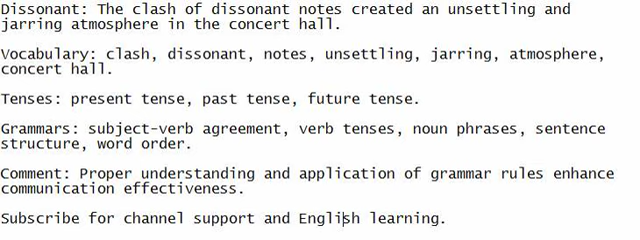 Dissonant: The clash of dissonant notes created an unsettling and
jarring atmosphere in the concert hall.
Vocabulary: clash, dissonant, notes, unsettling, jarring, atmosphere,
concert hall.
Tenses: present tense, past tense, future tense.
Grammars: subject-verb agreement, verb tenses, noun phrases, sentence
structure, word order.
Comment: Proper understanding and application of grammar rules enhance
communication effectiveness.
Subscribe for channel support and English learning.